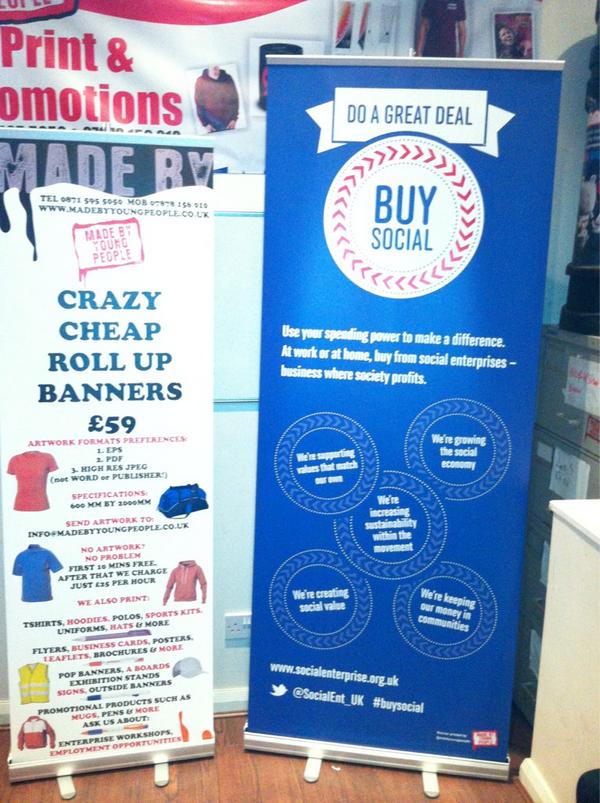 Print &
omotions
MADE BY
TEL 0871 595 5050 MOB 07878 156 010
WWW.MADEBYYOUNGPEOPLE.CO.UK
MADE BY
YOUNG
PEOPLE
CRAZY
CHEAP
ROLL UP
BANNERS
£59
ARTWORK FORMATS PREFERENCES:
1. EPS
2. PDF
3. HIGH RES JPEG
(not WORD or PUBLISHER!)
SPECIFICATIONS:
600 MM BY 2000MM
SEND ARTWORK TO:
INFO@MADEBYYOUNGPEOPLE.CO.UK
NO ARTWORK?
NO PROBLEM
FIRST 10 MINS FREE.
AFTER THAT WE CHARGE
JUST £25 PER HOUR
WE ALSO PRINT:
TSHIRTS, HOODIES, POLOS, SPORTS KITS,
UNIFORMS, HATS & MORE
FLYERS, BUSINESS CARDS, POSTERS,
LEAFLETS, BROCHURES & MORE
POP BANNERS, A BOARDS
EXHIBITION STANDS
SIGNS, OUTSIDE BANNERS
PROMOTIONAL PRODUCTS SUCH AS
MUGS, PENS & MORE
ASK US ABOUT:
ENTERPRISE WORKSHOPS,
EMPLOYMENT OPPORTUNITIES
DO A GREAT DEAL
BUY
SOCIAL
Use your spending power to make a difference.
At work or at home, buy from social enterprises –
business where society profits.
We're supporting
values that match
our own
We're growing
the social
economy
We're
increasing
sustainability
within the
movement
We're creating
social value
We're keeping
our money in
communities
www.socialenterprise.org.uk
@SocialEnt_UK #buysocial